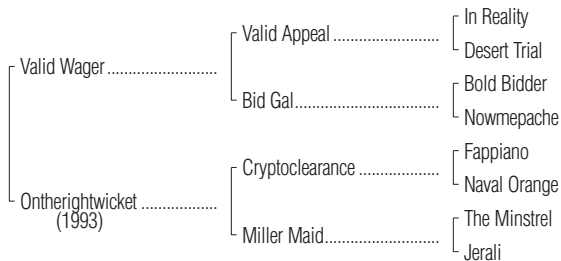 In Reality
Valid Appeal ........................
Desert Trial
Valid Wager ..........................
Bold Bidder
Bid Gal..................................
Nowmepache
Fappiano
Cryptoclearance ...................
Naval Orange
Ontherightwicket ..................
(1993)
The Minstrel
Miller Maid...........................
Jerali